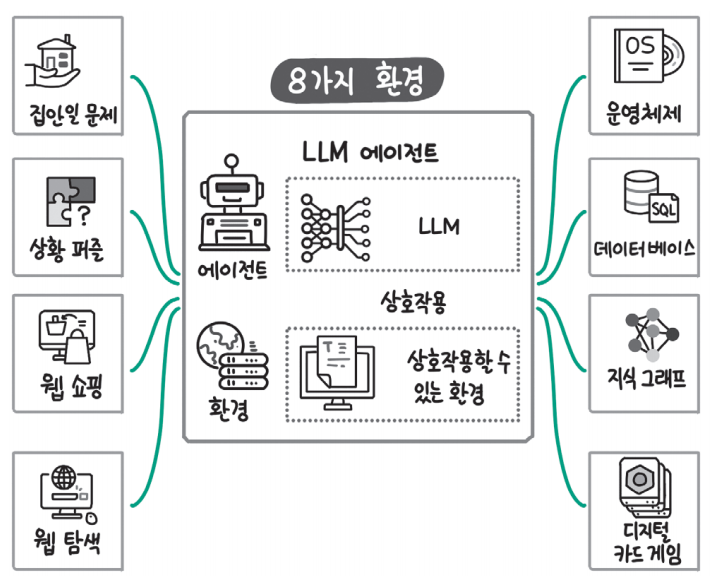 8가지 환경
집안일 문제
상황 퍼즐
?
웹 쇼핑
웹 탐색
LLM 에이전트
에이전트
LLM
상호작용
환경
T
상호작용할 수
있는 환경
OS
운영체제
SQL
데이터베이스
지식 그래프
디지털
카드 게임